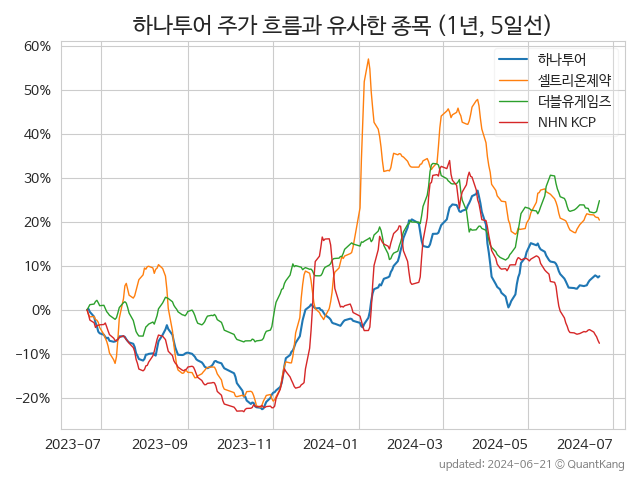 하나투어 주가 흐름과 유사한 종목 (1년, 5일선)
60%
50%
40%
30%
20%
10%
0%
−10%
−20%
하나투어
셀트리온제약
더블유게임즈
NHN KCP
2023-07
2023-09
2023-11
2024-01
2024-03
2024-05
2024-07
updated: 2024-06-21 © QuantKang